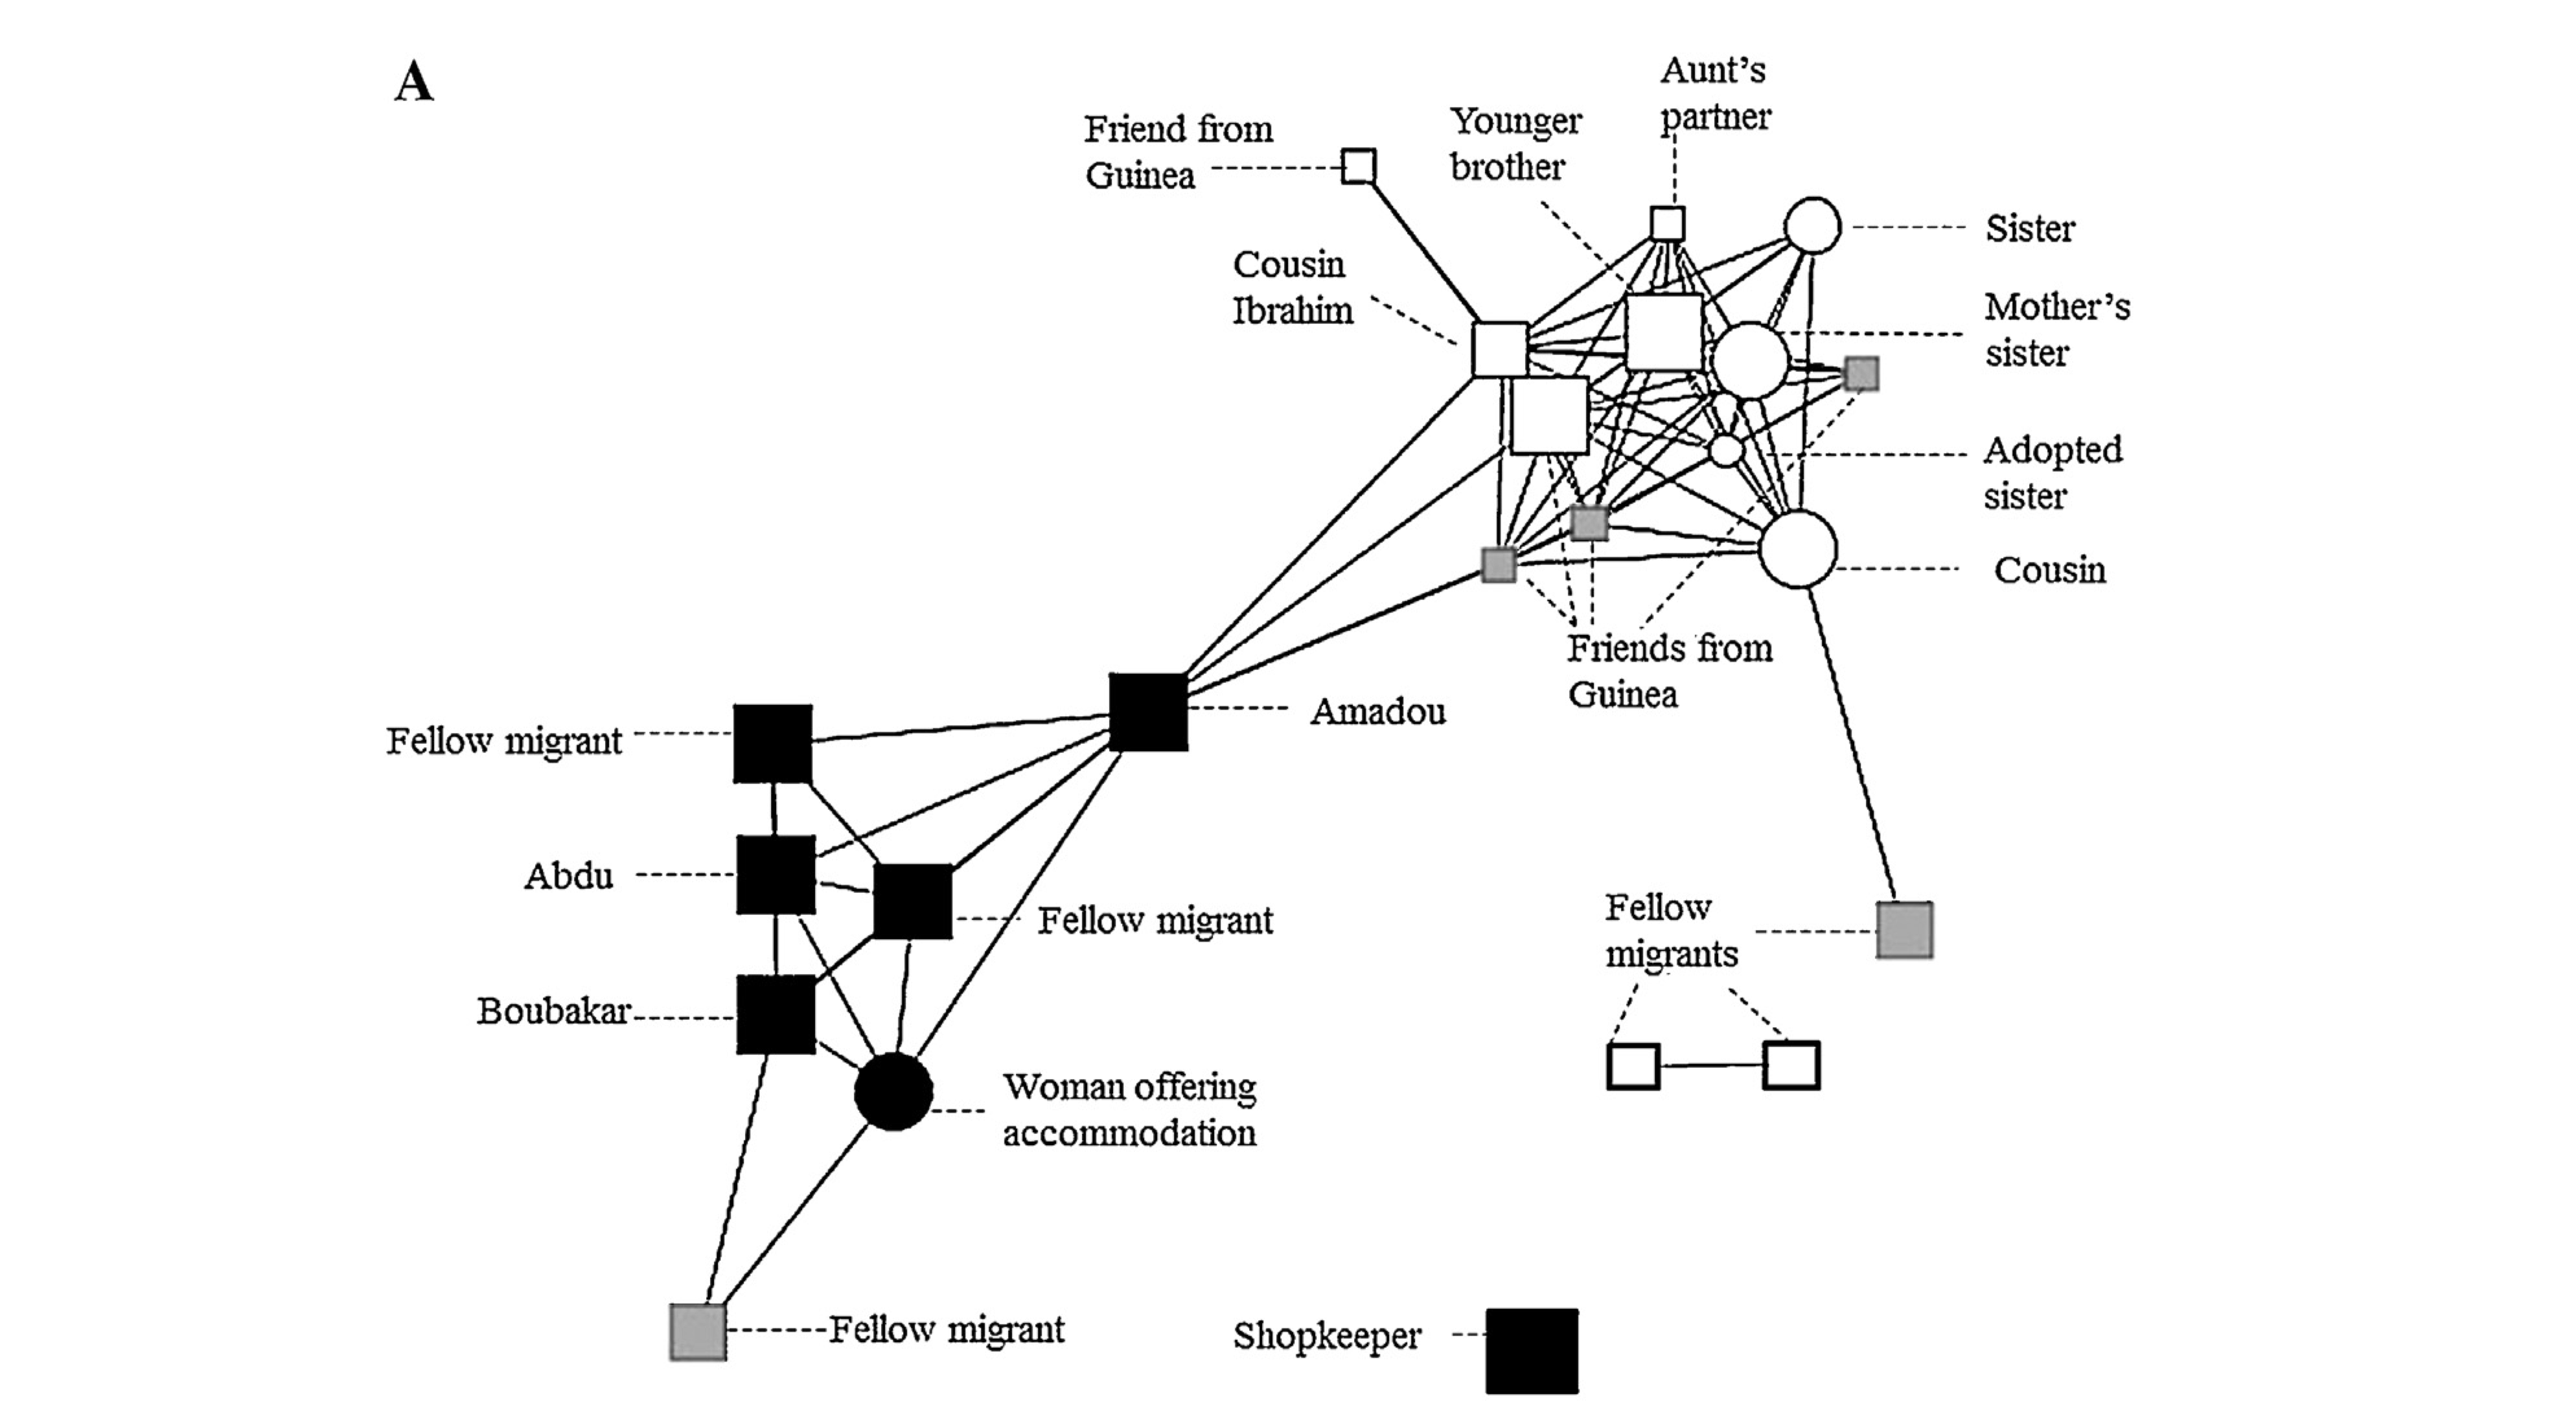 A
Aunt's
partner
Friend from
Guinea
Younger
brother
Sister
Cousin
Ibrahim
Mother's
sister
Adopted
sister
Cousin
Friends from
Guinea
Amadou
Fellow migrant
Abdu
Fellow migrant
Fellow
migrants
Boubakar
Woman offering
accommodation
Fellow migrant
Shopkeeper